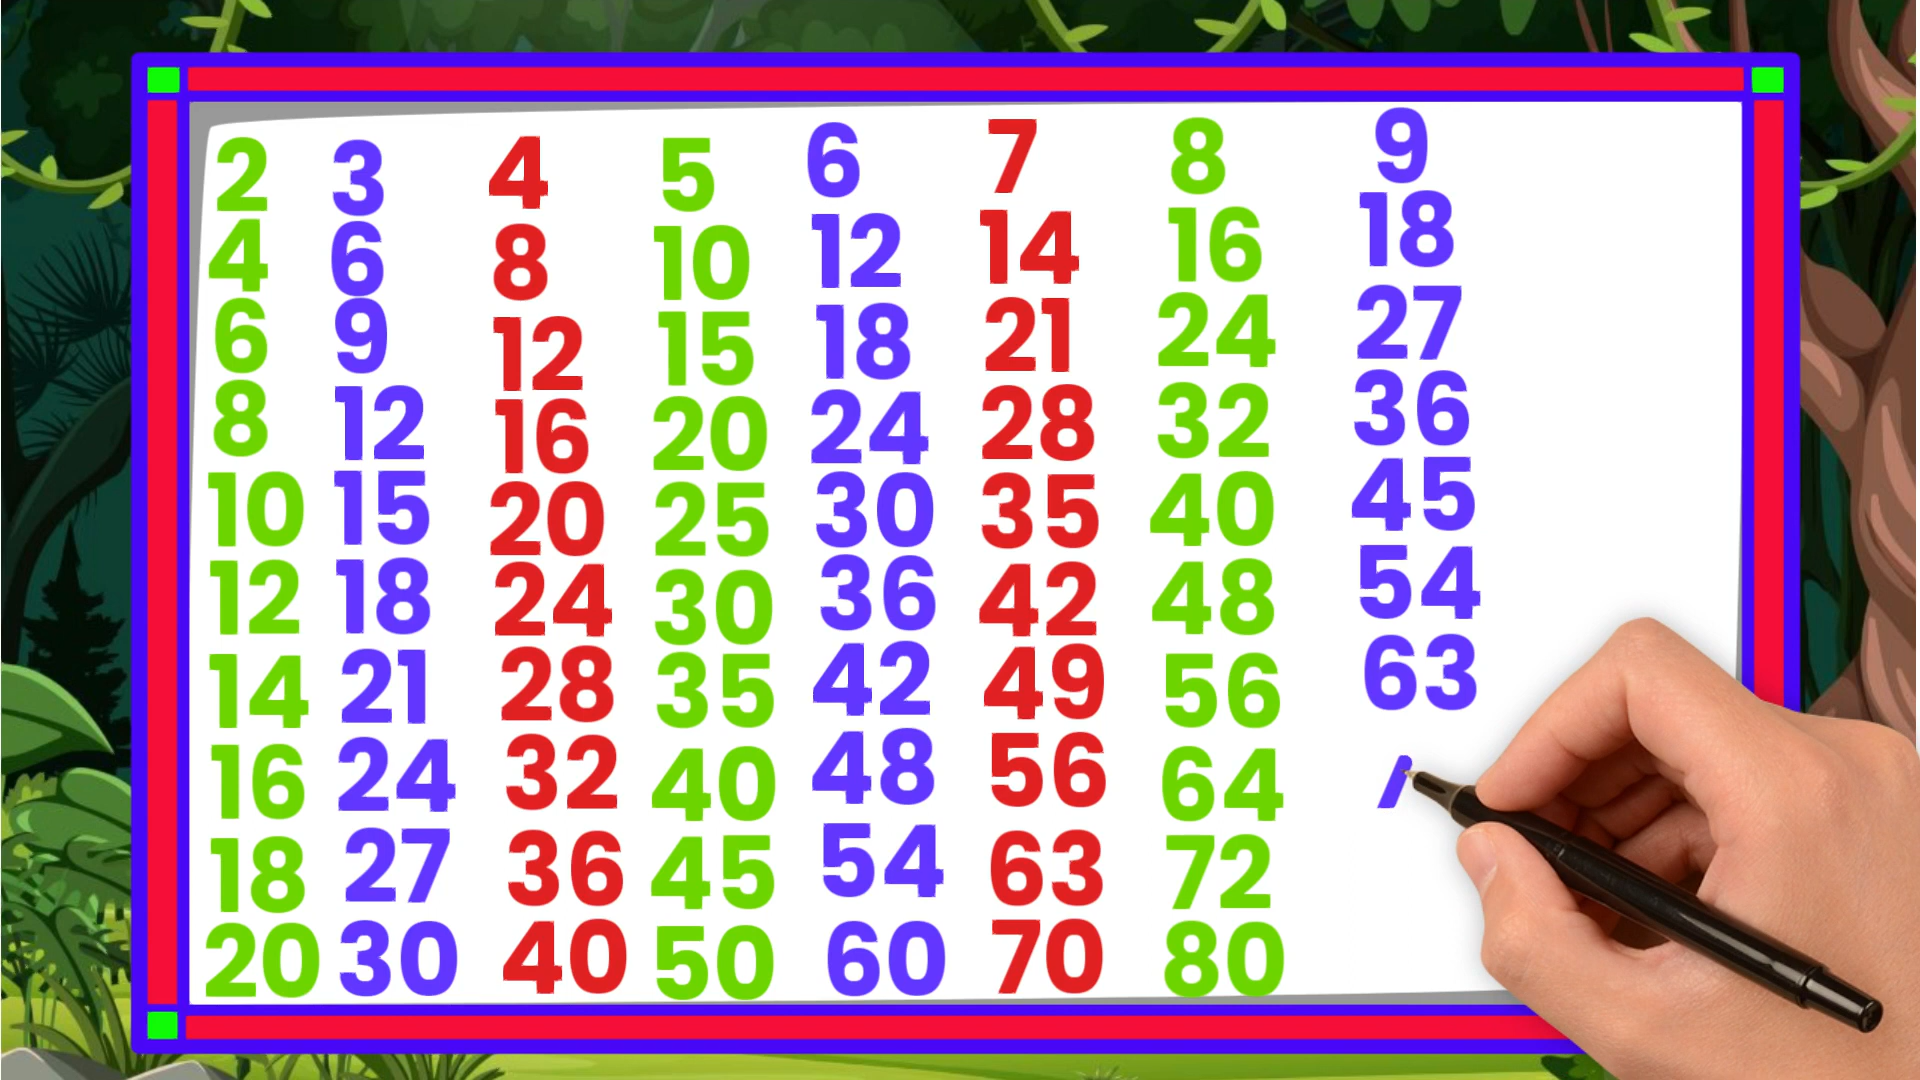 2 3 4 5 6 7 8 9
4 6 8 10 12 14 16 18
6 9 12 15 18 21 24 27
8 12 16 20 24 28 32 36
10 15 20 25 30 35 40 45
12 18 24 30 36 42 48 54
14 21 28 35 42 49 56 63
16 24 32 40 48 56 64
18 27 36 45 54 63 72
20 30 40 50 60 70 80